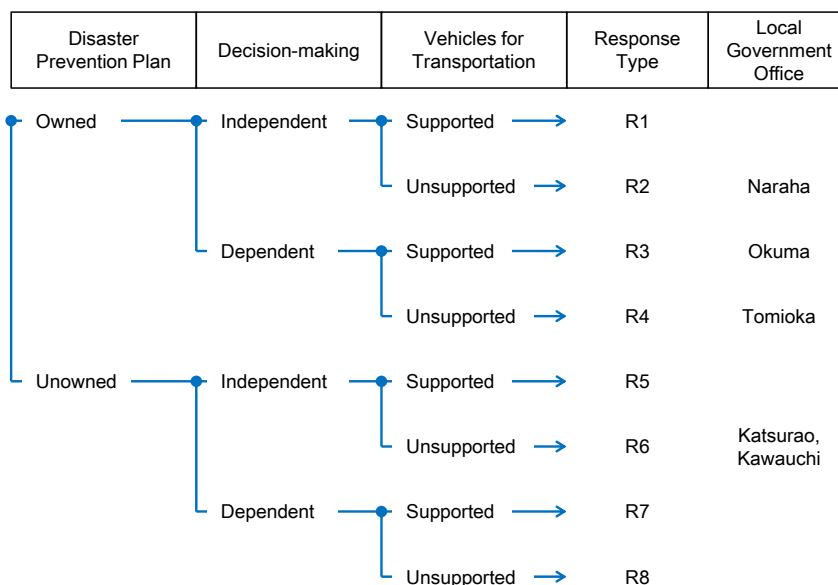 Disaster
Prevention Plan
Decision-making
Vehicles for
Transportation
Response
Type
Local
Government
Office
Owned
Independent
Supported
R1
Unsupported
R2
Naraha
Dependent
Supported
R3
Okuma
Unsupported
R4
Tomioka
Unowned
Independent
Supported
R5
Unsupported
R6
Katsurao,
Kawauchi
Dependent
Supported
R7
Unsupported
R8